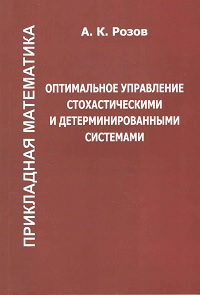 А. К. Розов
ОПТИМАЛЬНОЕ УПРАВЛЕНИЕ
СТОХАСТИЧЕСКИМИ
И ДЕТЕРМИНИРОВАННЫМИ
СИСТЕМАМИ
ПРИКЛАДНАЯ МАТЕМАТИКА